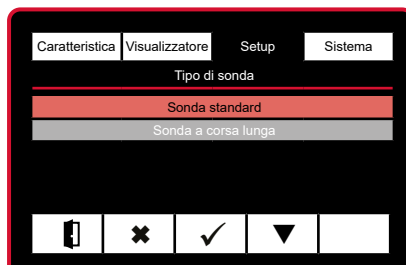 Caratteristica Visualizzatore Setup Sistema
Tipo di sonda
Sonda standard
Sonda a corsa lunga